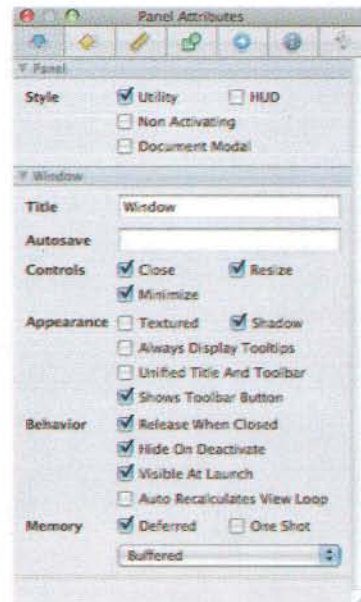 Panel Attributes
Panel
Style Utility HUD
Non Activating
Document Modal
Window
Title Window
Autosave
Controls Close Resize
Minimize
Appearance Textured Shadow
Always Display Tooltips
Unified Title And Toolbar
Shows Toolbar Button
Behavior Release When Closed
Hide On Deactivate
Visible At Launch
Auto Recalculates View Loop
Memory Deferred One Shot
Buffered